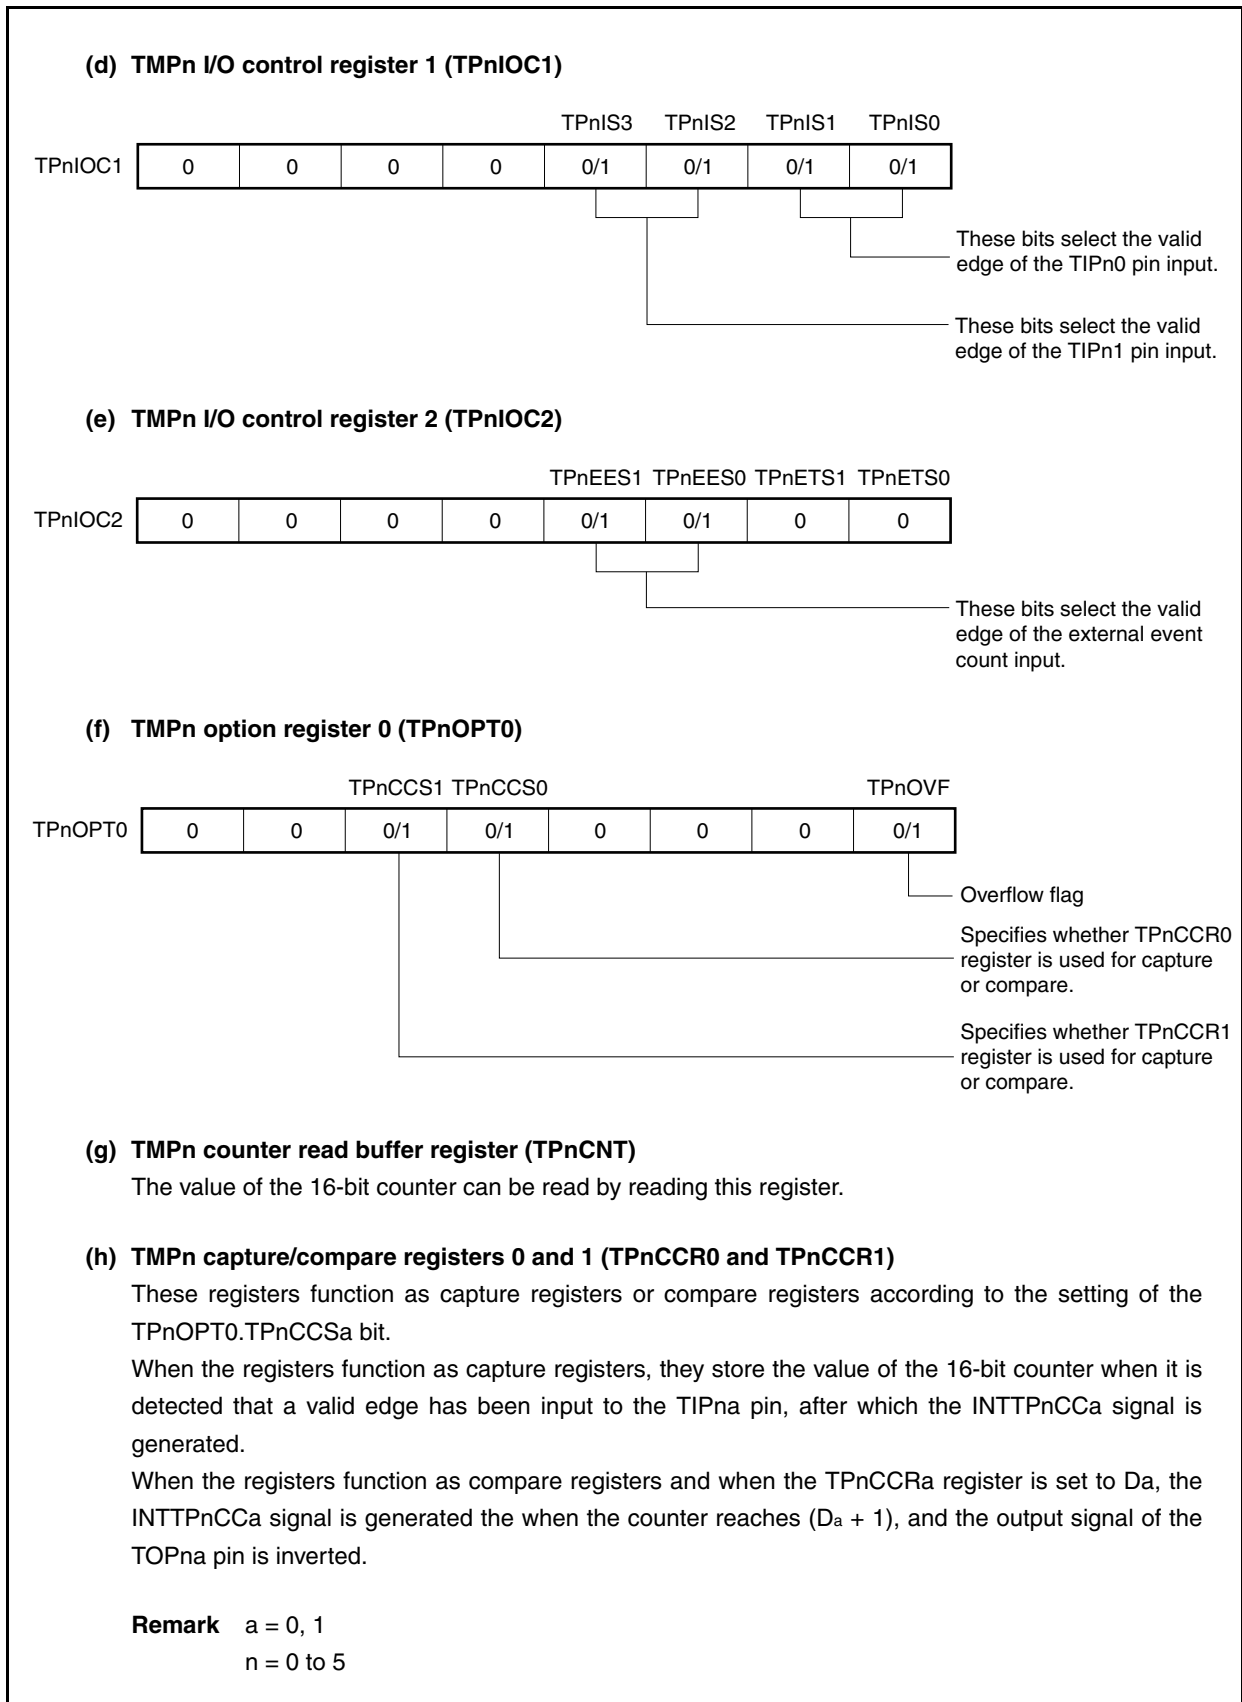 (d) TMPn I/O control register 1 (TPnIOC1)
TPnIS3 TPnIS2 TPnIS1 TPnIS0
TPnIOC1 0 0 0 0 0/1 0/1 0/1 0/1
These bits select the valid
edge of the TIPn0 pin input.
These bits select the valid
edge of the TIPn1 pin input.
(e) TMPn I/O control register 2 (TPnIOC2)
TPnEES1 TPnEES0 TPnETS1 TPnETS0
TPnIOC2 0 0 0 0 0/1 0/1 0 0
These bits select the valid
edge of the external event
count input.
(f) TMPn option register 0 (TPnOPT0)
TPnCCS1 TPnCCS0 TPnOVF
TPnOPT0 0 0 0/1 0/1 0 0 0 0/1
Overflow flag
Specifies whether TPnCCR0
register is used for capture
or compare.
Specifies whether TPnCCR1
register is used for capture
or compare.
(g) TMPn counter read buffer register (TPnCNT)
The value of the 16-bit counter can be read by reading this register.
(h) TMPn capture/compare registers 0 and 1 (TPnCCR0 and TPnCCR1)
These registers function as capture registers or compare registers according to the setting of the
TPnOPT0.TPnCCSa bit.
When the registers function as capture registers, they store the value of the 16-bit counter when it is
detected that a valid edge has been input to the TIPna pin, after which the INTTPnCCa signal is
generated.
When the registers function as compare registers and when the TPnCCRa register is set to Da, the
INTTPnCCa signal is generated the when the counter reaches (Da + 1), and the output signal of the
TOPna pin is inverted.
Remark a = 0, 1
n = 0 to 5